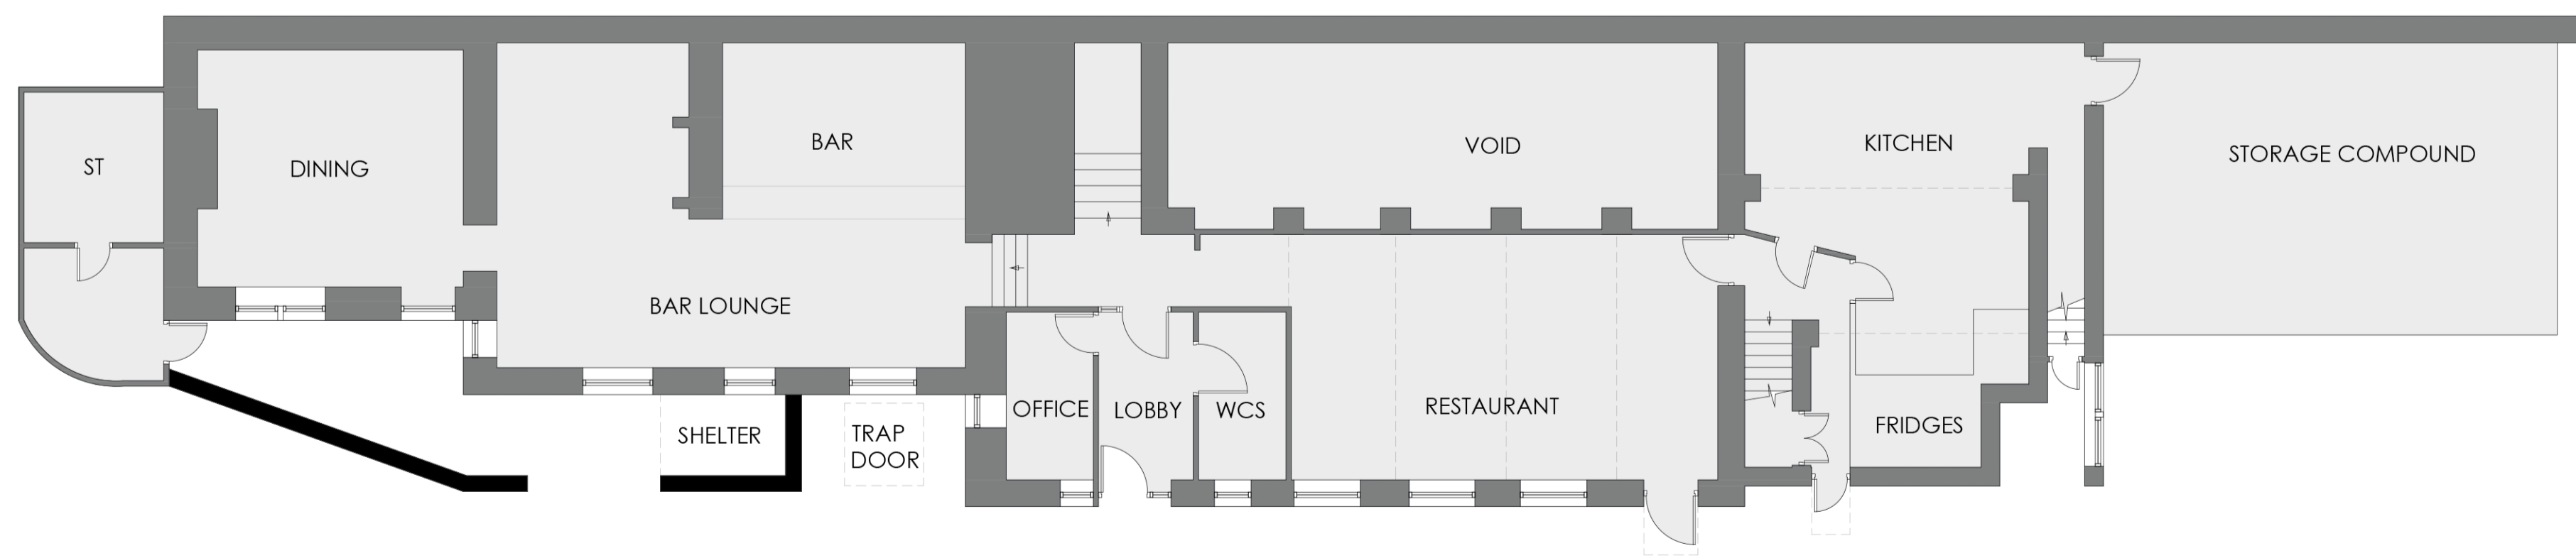 ST
DINING
BAR
BAR LOUNGE
VOID
KITCHEN
STORAGE COMPOUND
OFFICE
LOBBY
WCS
RESTAURANT
FRIDGES
SHELTER
TRAP
DOOR